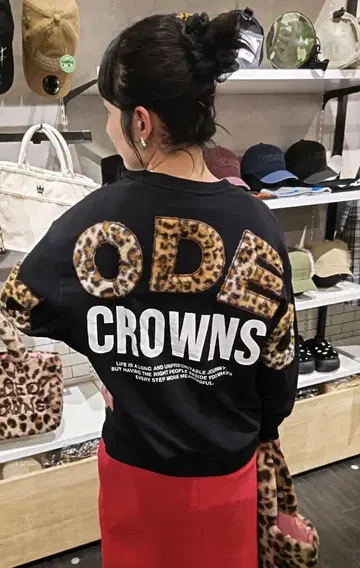 ODE
CROWNS
LIFE IS A LONG AND UNPREDICTABLE JOURNEY.
BUT HAVING THE RIGHT PEOPLE BESIDE YOU MAKES
EVERY STEP MORE MEANINGFUL.